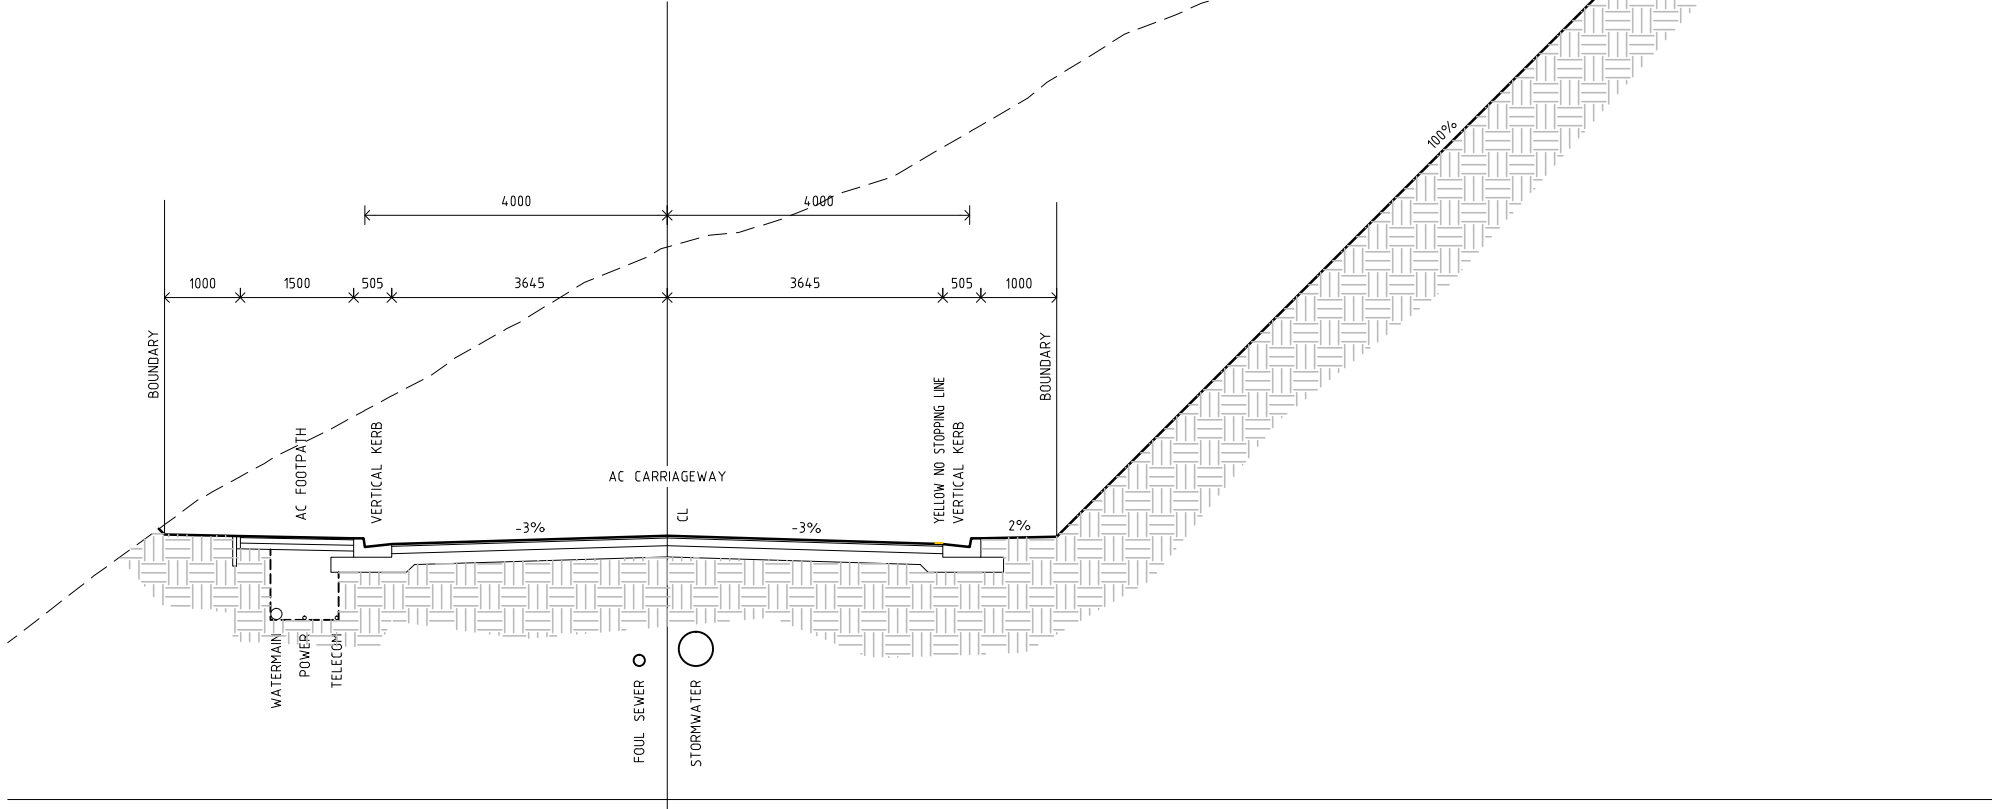 100%
4000
4000
1000
1500
505
3645
3645
505
1000
BOUNDARY
BOUNDARY
AC FOOTPATH
VERTICAL KERB
AC CARRIAGEWAY
YELLOW NO STOPPING LINE
VERTICAL KERB
CL
-3%
-3%
2%
WATERMAIN
POWER
TELECOM
FOUL SEWER
STORMWATER